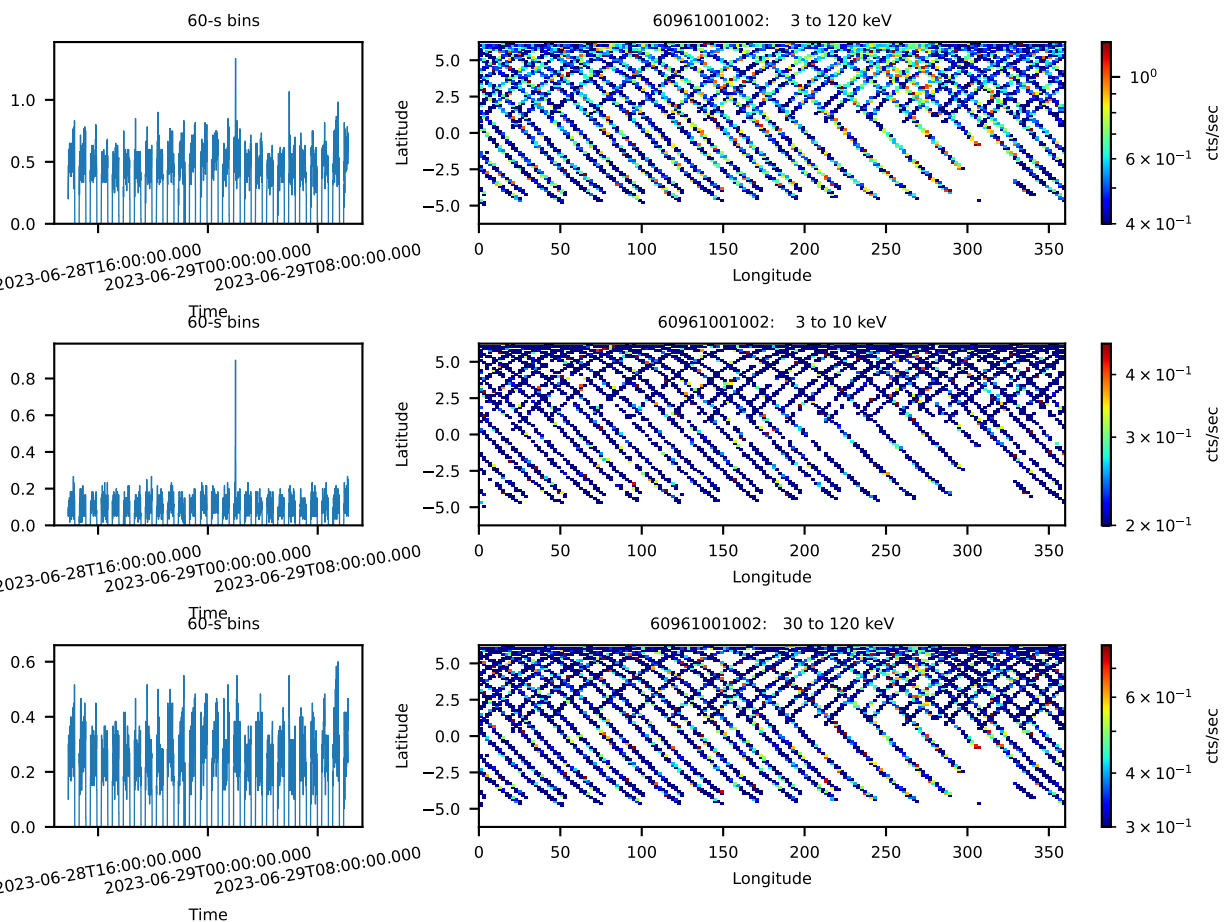 60-s bins
60961001002:    3 to 120 keV
1.0
0.5
0.0
2023-06-28T16:00:00.000
2023-06-29T00:00:00.000
2023-06-29T08:00:00.000
Time
Latitude
5.0
2.5
0.0
−2.5
−5.0
0 50 100 150 200 250 300 350
Longitude
10⁰
6 × 10⁻¹
4 × 10⁻¹
cts/sec
60-s bins
60961001002:    3 to 10 keV
0.8
0.6
0.4
0.2
0.0
2023-06-28T16:00:00.000
2023-06-29T00:00:00.000
2023-06-29T08:00:00.000
Time
Latitude
5.0
2.5
0.0
−2.5
−5.0
0 50 100 150 200 250 300 350
Longitude
4 × 10⁻¹
3 × 10⁻¹
2 × 10⁻¹
cts/sec
60-s bins
60961001002:   30 to 120 keV
0.6
0.4
0.2
0.0
2023-06-28T16:00:00.000
2023-06-29T00:00:00.000
2023-06-29T08:00:00.000
Time
Latitude
5.0
2.5
0.0
−2.5
−5.0
0 50 100 150 200 250 300 350
Longitude
6 × 10⁻¹
4 × 10⁻¹
3 × 10⁻¹
cts/sec